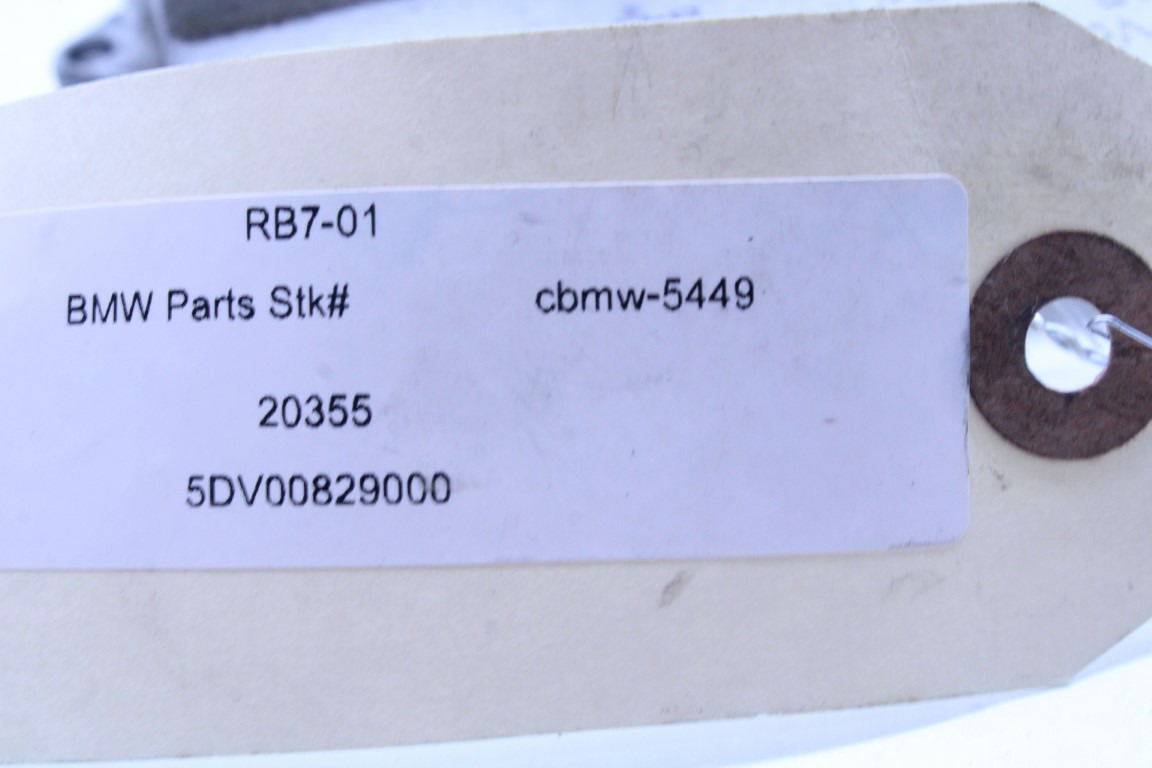 RB7-01
BMW Parts Stk# cbmw-5449
20355
5DV00829000